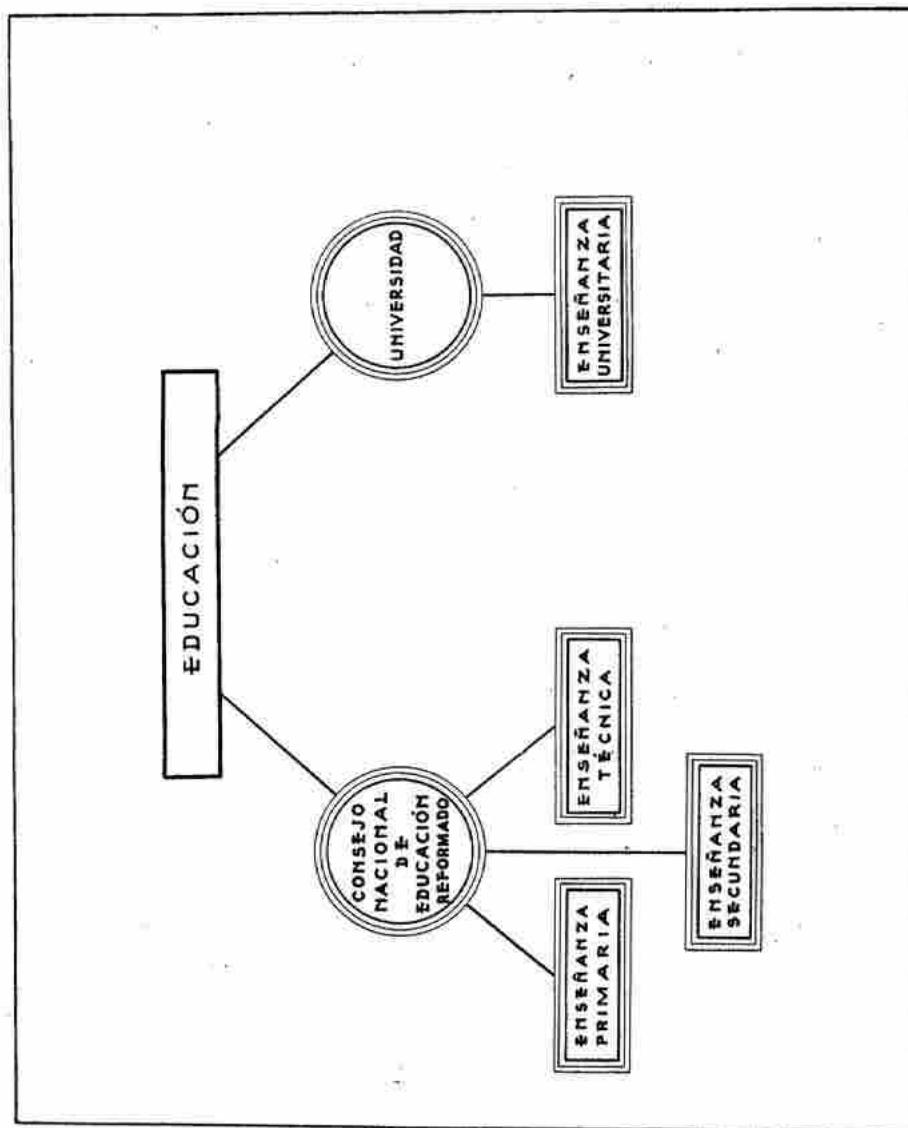 EDUCACIÓN
CONSEJO
NACIONAL
DE
EDUCACIÓN
REFORMADO
UNIVERSIDAD
ENSEÑANZA
PRIMARIA
ENSEÑANZA
SECUNDARIA
ENSEÑANZA
TÉCNICA
ENSEÑANZA
UNIVERSITARIA